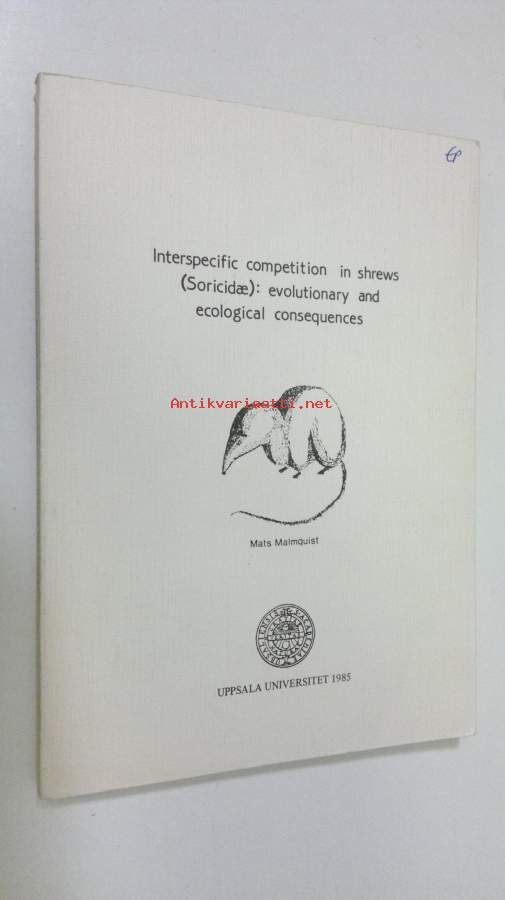 Interspecific competition in shrews
(Soricidæ): evolutionary and
ecological consequences
Antikvariaatti.net
Mats Malmquist
UPPSALA UNIVERSITET 1985